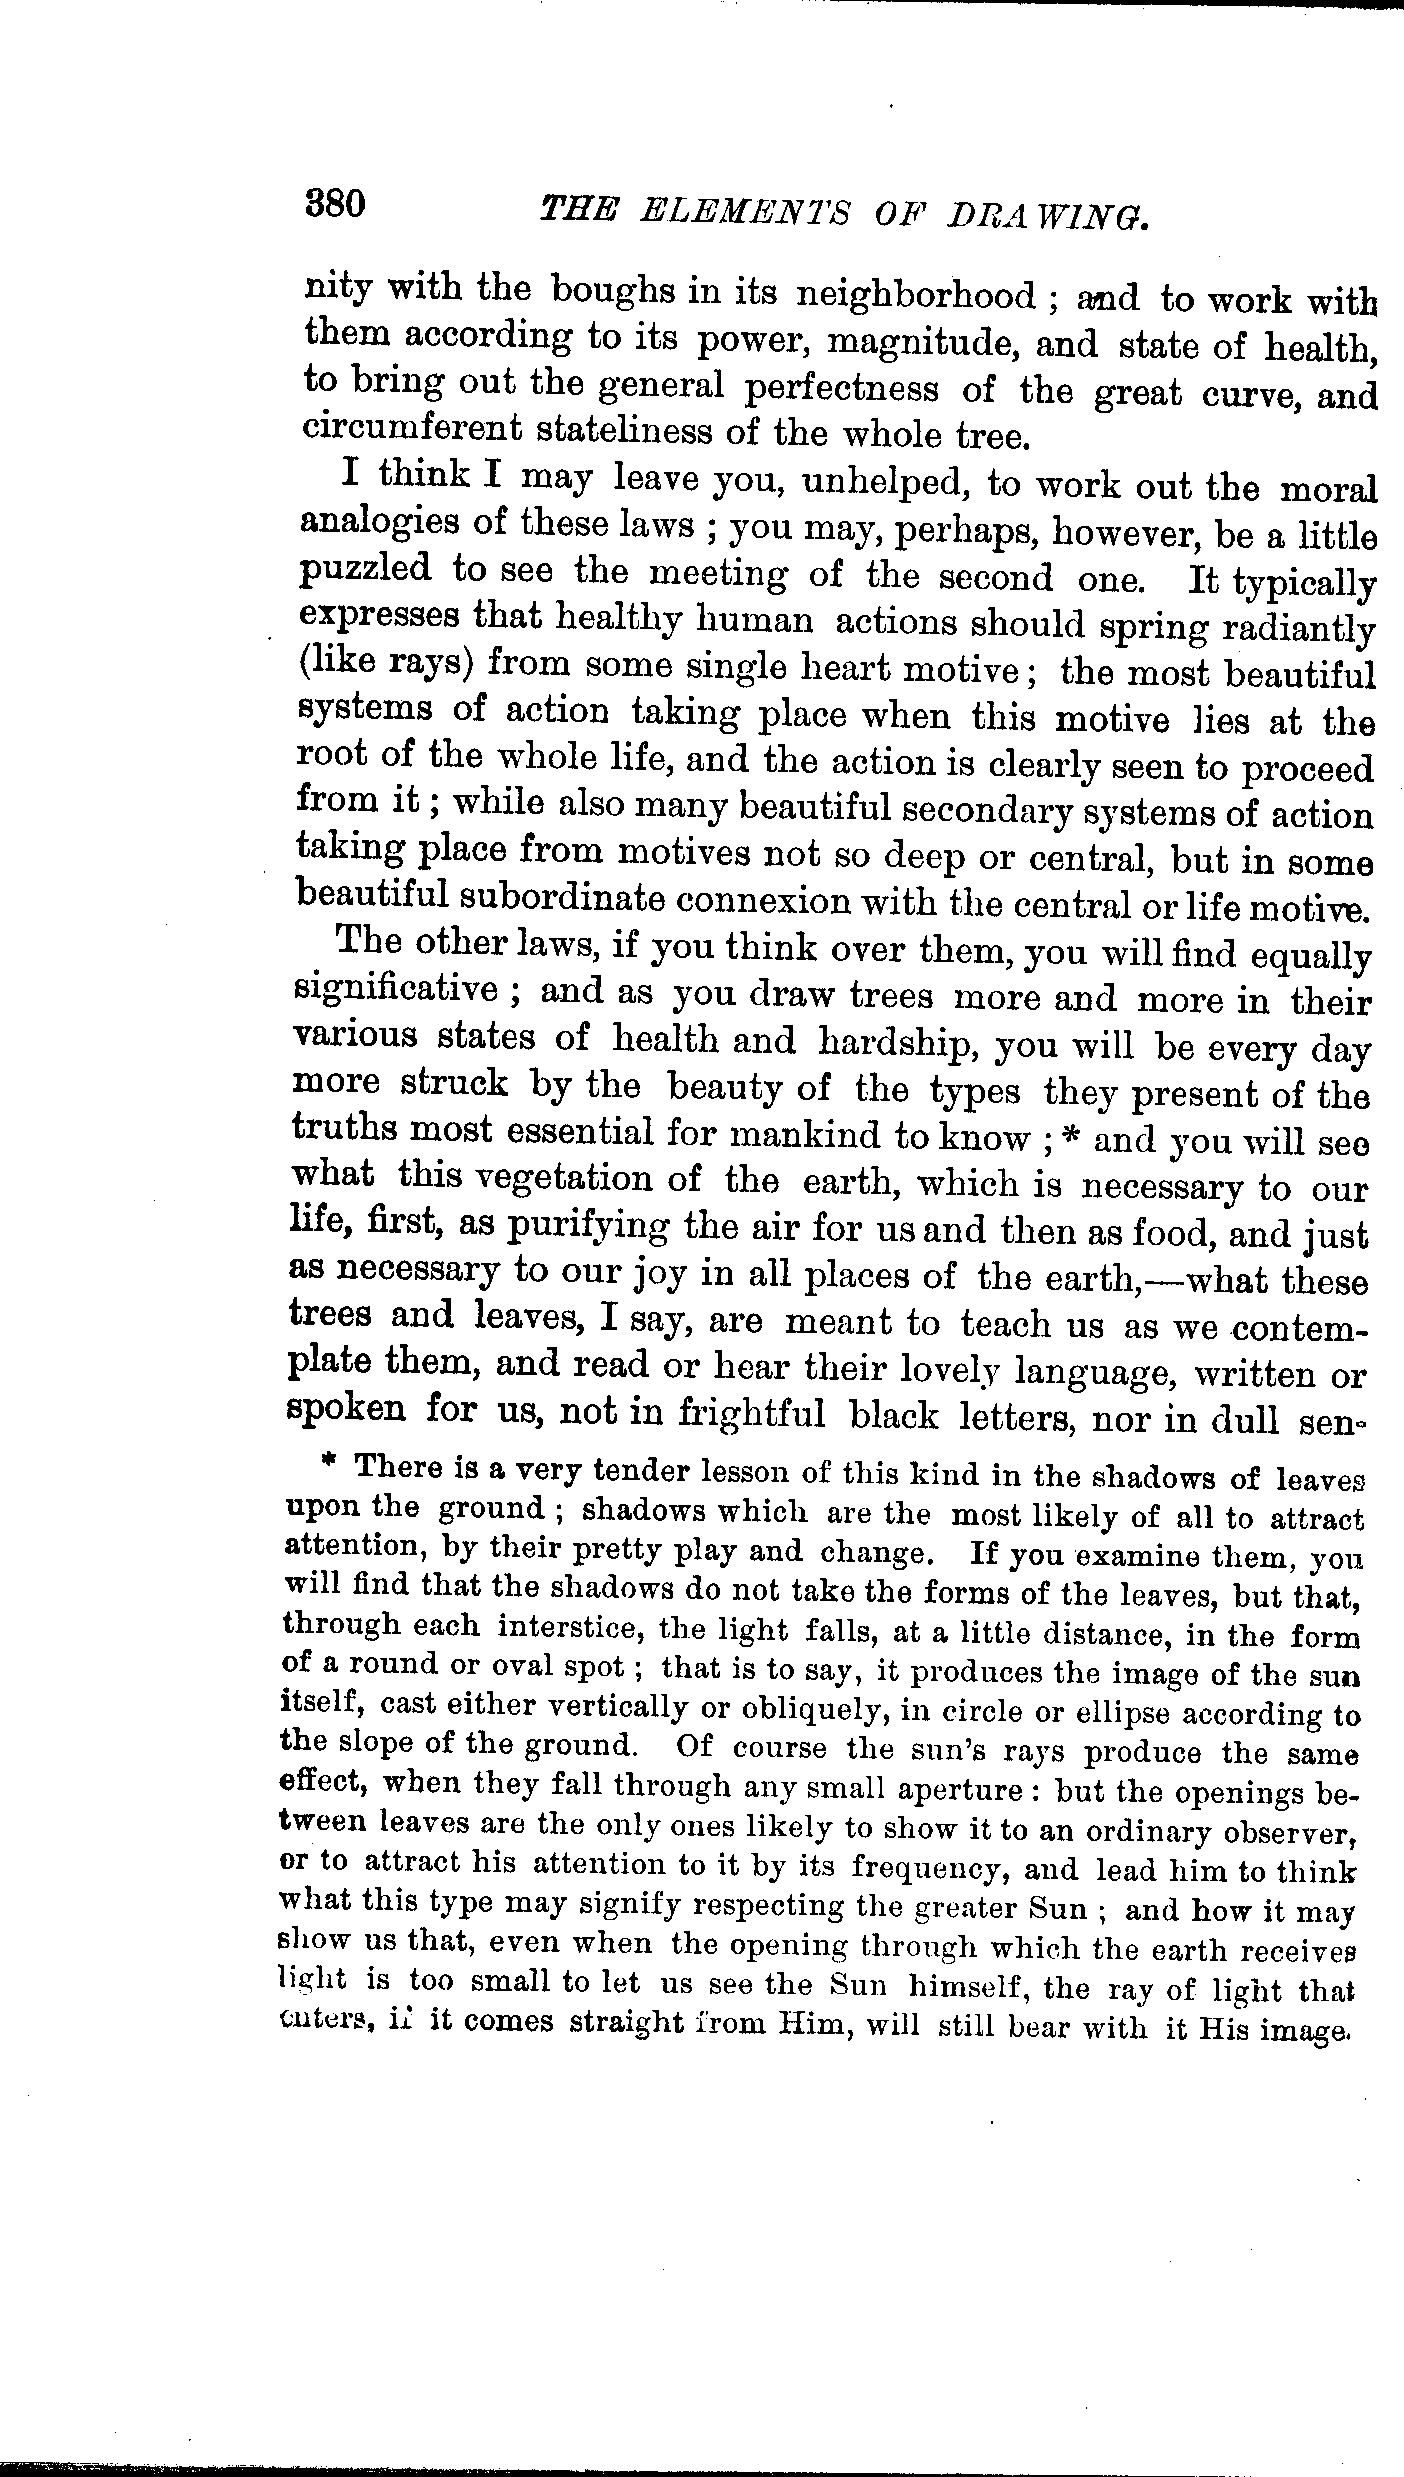 380 THE ELEMENTS OF DRAWING.
nity with the boughs in its neighborhood ; and to work with
them according to its power, magnitude, and state of health,
to bring out the general perfectness of the great curve, and
circumferent stateliness of the whole tree.
I think I may leave you, unhelped, to work out the moral
analogies of these laws ; you may, perhaps, however, be a little
puzzled to see the meeting of the second one. It typically
expresses that healthy human actions should spring radiantly
(like rays) from some single heart motive ; the most beautiful
systems of action taking place when this motive lies at the
root of the whole life, and the action is clearly seen to proceed
from it ; while also many beautiful secondary systems of action
taking place from motives not so deep or central, but in some
beautiful subordinate connexion with the central or life motive.
The other laws, if you think over them, you will find equally
significative ; and as you draw trees more and more in their
various states of health and hardship, you will be every day
more struck by the beauty of the types they present of the
truths most essential for mankind to know ; * and you will see
what this vegetation of the earth, which is necessary to our
life, first, as purifying the air for us and then as food, and just
as necessary to our joy in all places of the earth,—what these
trees and leaves, I say, are meant to teach us as we contem-
plate them, and read or hear their lovely language, written or
spoken for us, not in frightful black letters, nor in dull sen-
* There is a very tender lesson of this kind in the shadows of leaves
upon the ground ; shadows which are the most likely of all to attract
attention, by their pretty play and change. If you examine them, you
will find that the shadows do not take the forms of the leaves, but that,
through each interstice, the light falls, at a little distance, in the form
of a round or oval spot ; that is to say, it produces the image of the sun
itself, cast either vertically or obliquely, in circle or ellipse according to
the slope of the ground. Of course the sun's rays produce the same
effect, when they fall through any small aperture : but the openings be-
tween leaves are the only ones likely to show it to an ordinary observer,
or to attract his attention to it by its frequency, and lead him to think
what this type may signify respecting the greater Sun ; and how it may
show us that, even when the opening through which the earth receives
light is too small to let us see the Sun himself, the ray of light that
enters, if it comes straight from Him, will still bear with it His image.